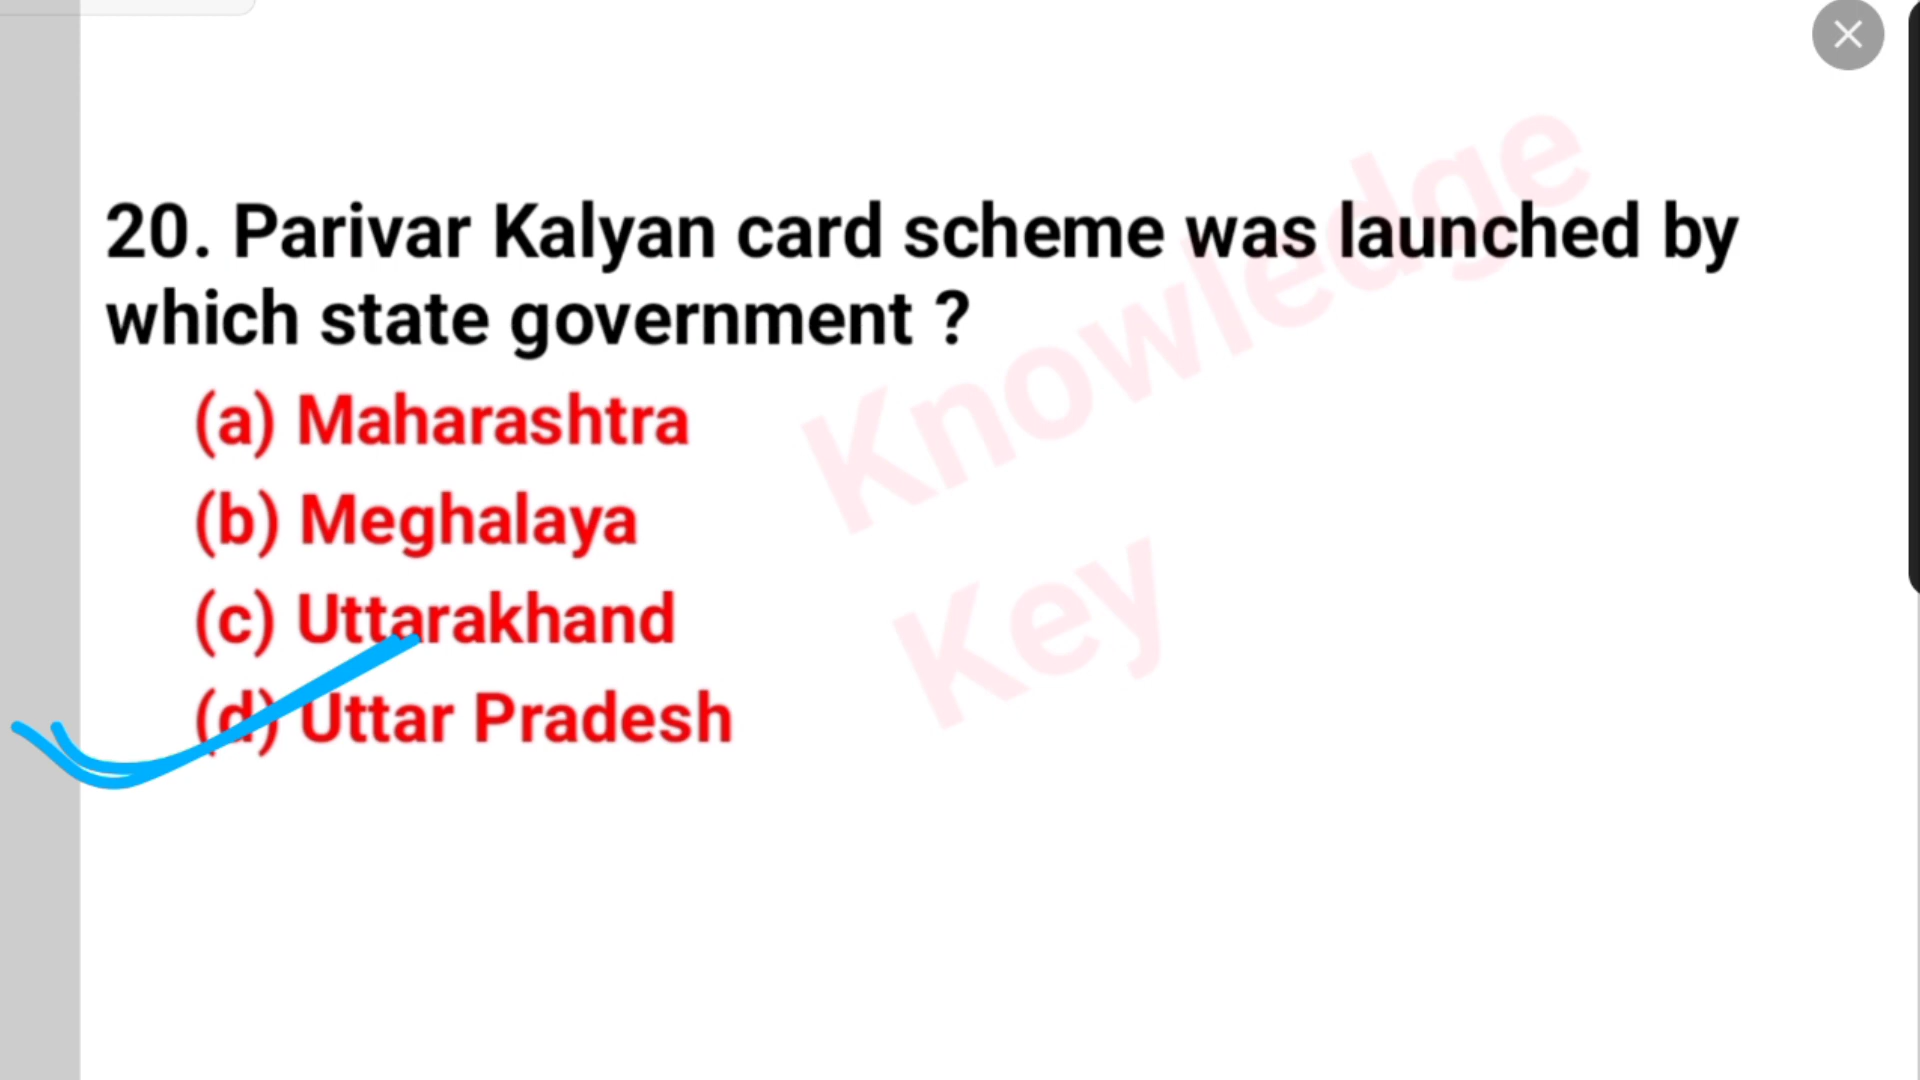 20. Parivar Kalyan card scheme was launched by
which state government ?
(a) Maharashtra
(b) Meghalaya
(c) Uttarakhand
(d) Uttar Pradesh
Knowledge
Key